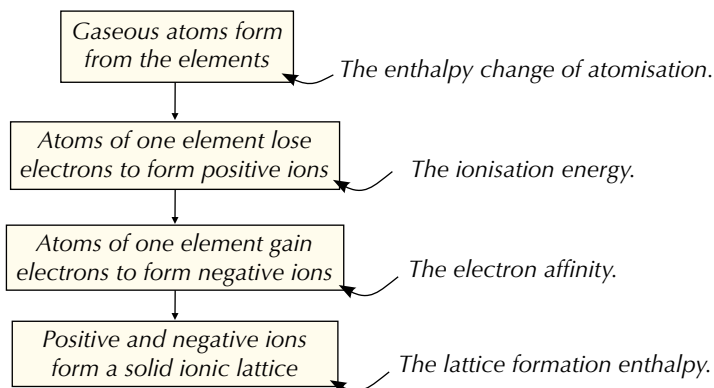 Gaseous atoms form
from the elements
The enthalpy change of atomisation.
Atoms of one element lose
electrons to form positive ions
The ionisation energy.
Atoms of one element gain
electrons to form negative ions
The electron affinity.
Positive and negative ions
form a solid ionic lattice
The lattice formation enthalpy.